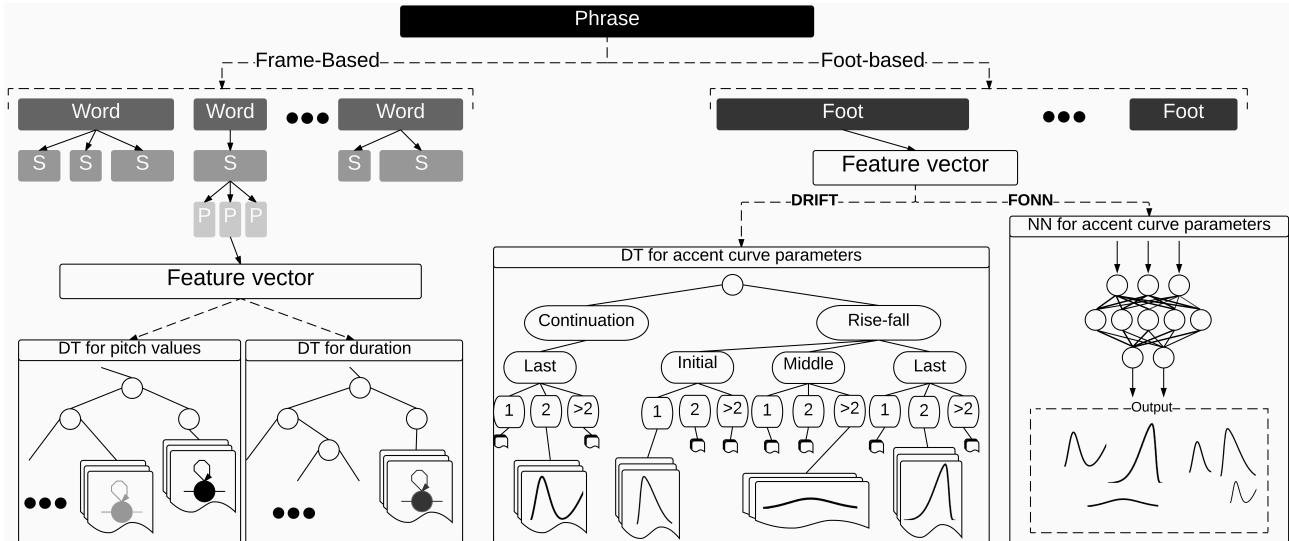 Phrase
Frame-Based
Foot-based
Word
Word
Word
Foot
Foot
S
S
S
S
S
S
Feature vector
P
P
P
DRIFT
FONN
NN for accent curve parameters
DT for accent curve parameters
Feature vector
Continuation
Rise-fall
DT for pitch values
DT for duration
Last
Initial
Middle
Last
1
2
>2
1
2
>2
1
2
>2
1
2
>2
Output